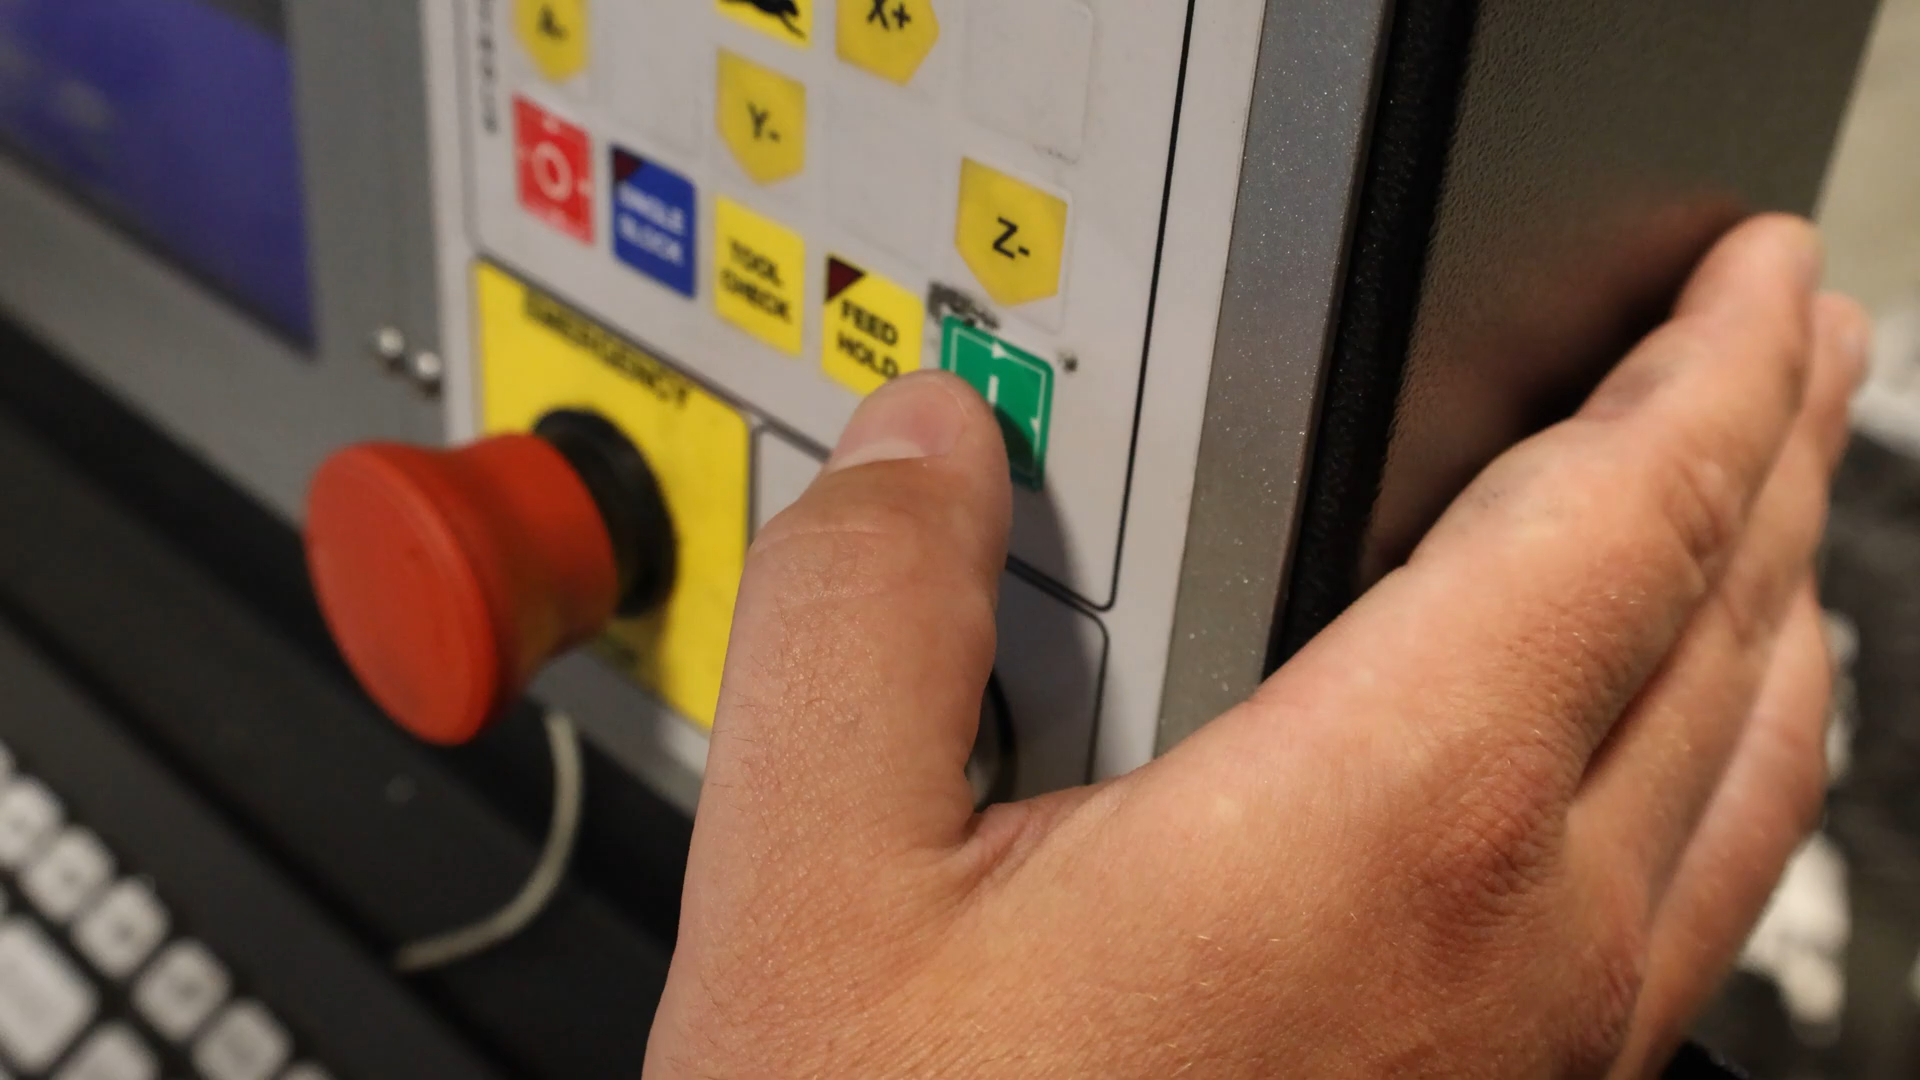 A-
X+
Y-
Z-
SINGLE
BLOCK
TOOL
CHECK
FEED
HOLD
EMERGENCY